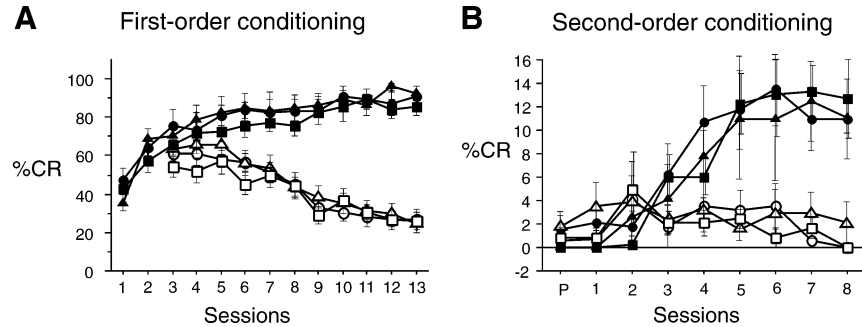 A First-order conditioning
100
80
60
40
20
0
%CR
1 2 3 4 5 6 7 8 9 10 11 12 13
Sessions
B Second-order conditioning
16
14
12
10
8
6
4
2
0
-2
%CR
P 1 2 3 4 5 6 7 8
Sessions